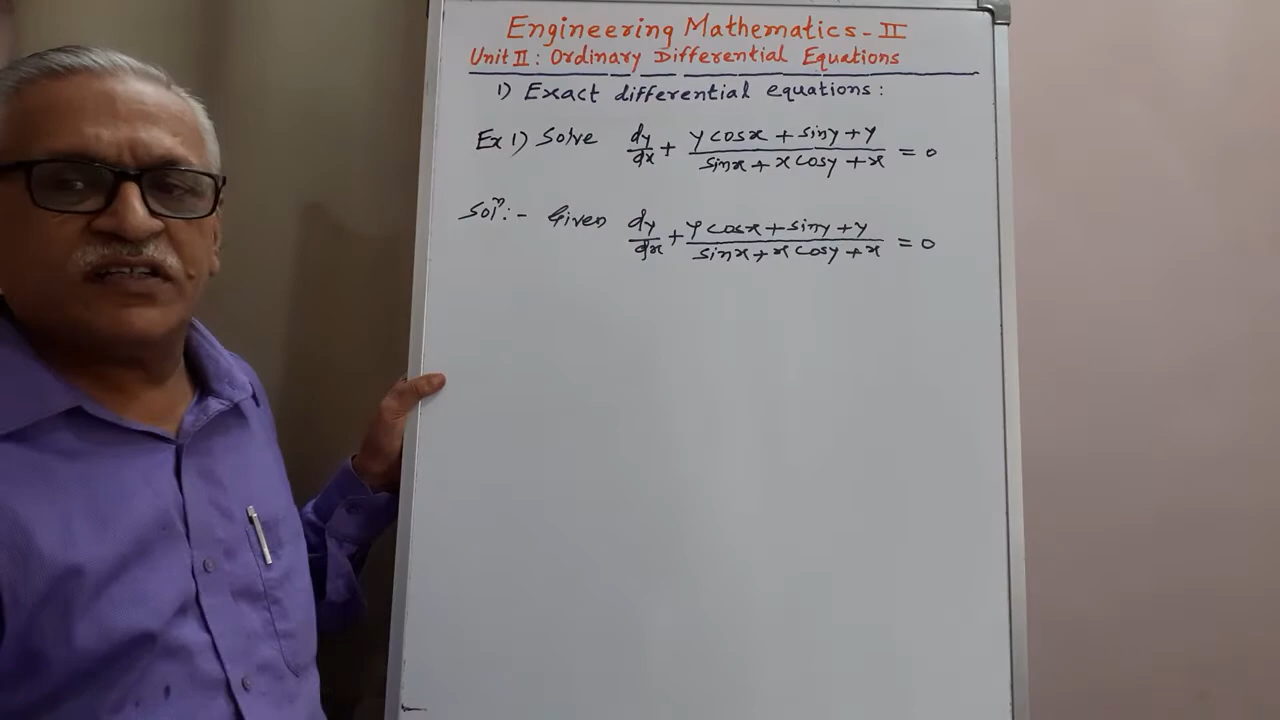 Engineering Mathematics - II
Unit II : Ordinary Differential Equations
1) Exact differential equations :
Ex 1) Solve dy/dx + (y cosx + siny + y)/(sinx + x cosy + x) = 0
Solⁿ:- Given dy/dx + (y cosx + siny + y)/(sinx + x cosy + x) = 0